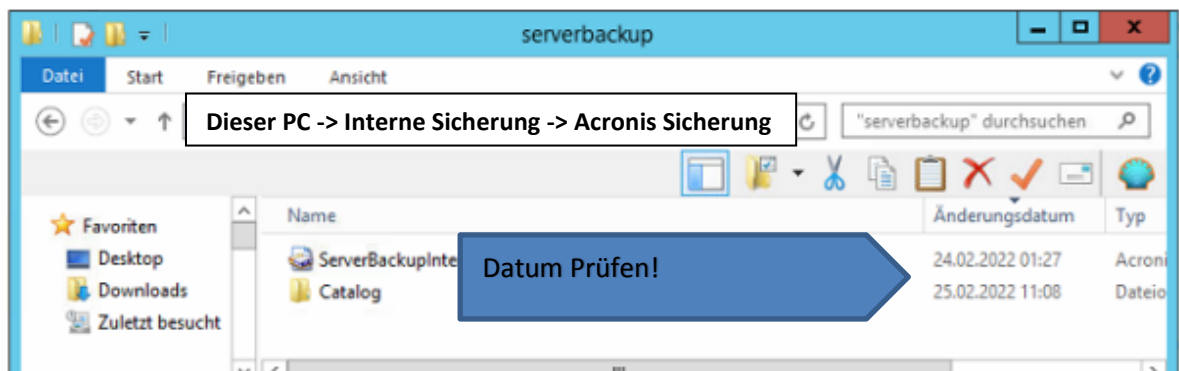 serverbackup
Datei Start Freigeben Ansicht
Dieser PC -> Interne Sicherung -> Acronis Sicherung
"serverbackup" durchsuchen
Favoriten
Desktop
Downloads
Zuletzt besucht
Name Änderungsdatum Typ
ServerBackupInte 24.02.2022 01:27 Acroni
Catalog 25.02.2022 11:08 Dateio
Datum Prüfen!